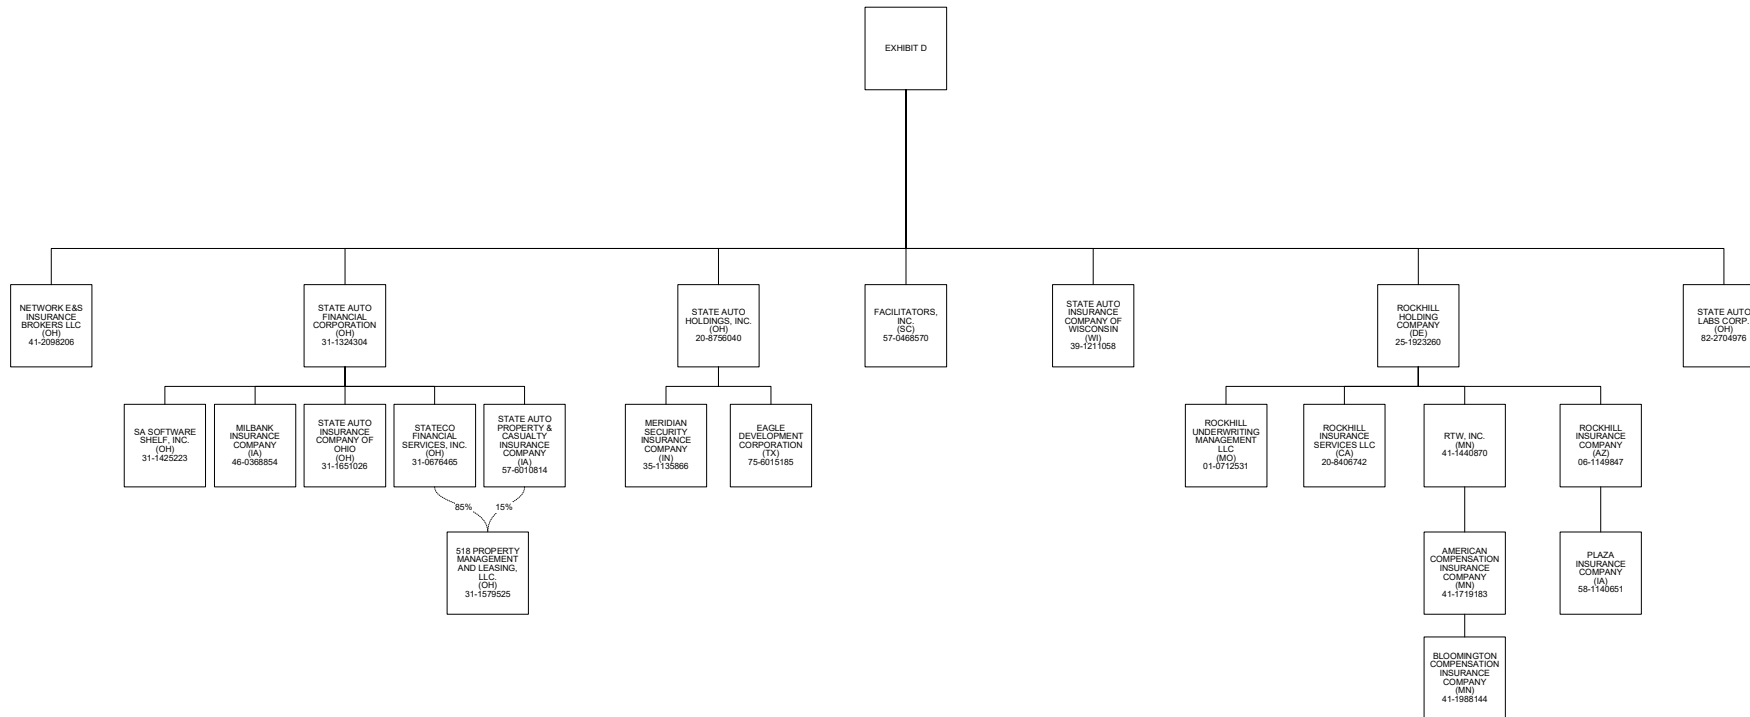 EXHIBIT D
NETWORK E&S
INSURANCE
BROKERS LLC
(OH)
41-2098206
STATE AUTO
FINANCIAL
CORPORATION
(OH)
31-1324304
STATE AUTO
HOLDINGS, INC.
(OH)
20-8756040
FACILITATORS,
INC.
(SC)
57-0468570
STATE AUTO
INSURANCE
COMPANY OF
WISCONSIN
(WI)
39-1211058
ROCKHILL
HOLDING
COMPANY
(DE)
25-1923260
STATE AUTO
LABS CORP.
(OH)
82-2704976
SA SOFTWARE
SHELF, INC.
(OH)
31-1425223
MILBANK
INSURANCE
COMPANY
(IA)
46-0368854
STATE AUTO
INSURANCE
COMPANY OF
OHIO
(OH)
31-1651026
STATECO
FINANCIAL
SERVICES, INC.
(OH)
31-0676465
STATE AUTO
PROPERTY &
CASUALTY
INSURANCE
COMPANY
(IA)
57-6010814
MERIDIAN
SECURITY
INSURANCE
COMPANY
(IN)
35-1135866
EAGLE
DEVELOPMENT
CORPORATION
(TX)
75-6015185
ROCKHILL
UNDERWRITING
MANAGEMENT
LLC
(MO)
01-0712531
ROCKHILL
INSURANCE
SERVICES LLC
(CA)
20-8406742
RTW, INC.
(MN)
41-1440870
ROCKHILL
INSURANCE
COMPANY
(AZ)
06-1149847
85%
15%
518 PROPERTY
MANAGEMENT
AND LEASING,
LLC.
(OH)
31-1579525
AMERICAN
COMPENSATION
INSURANCE
COMPANY
(MN)
41-1719183
PLAZA
INSURANCE
COMPANY
(IA)
58-1140651
BLOOMINGTON
COMPENSATION
INSURANCE
COMPANY
(MN)
41-1988144